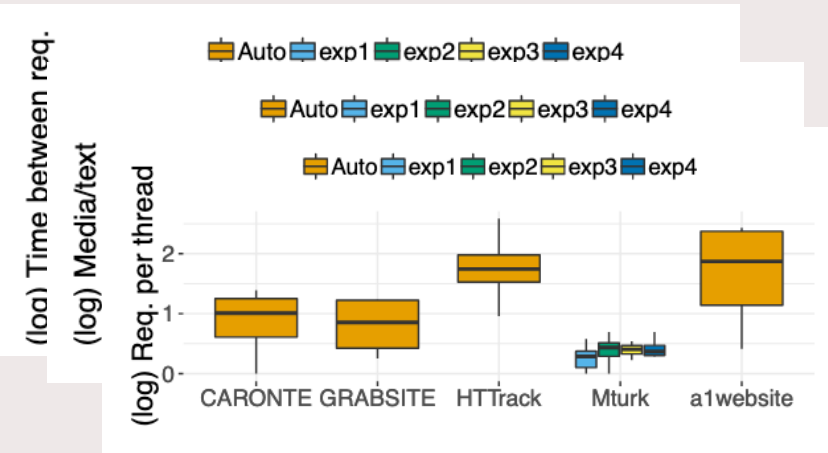 (log) Time between req.
Auto exp1 exp2 exp3 exp4
(log) Media/text
Auto exp1 exp2 exp3 exp4
(log) Req. per thread
Auto exp1 exp2 exp3 exp4
2
1
0
CARONTE GRABSITE HTTrack Mturk a1website